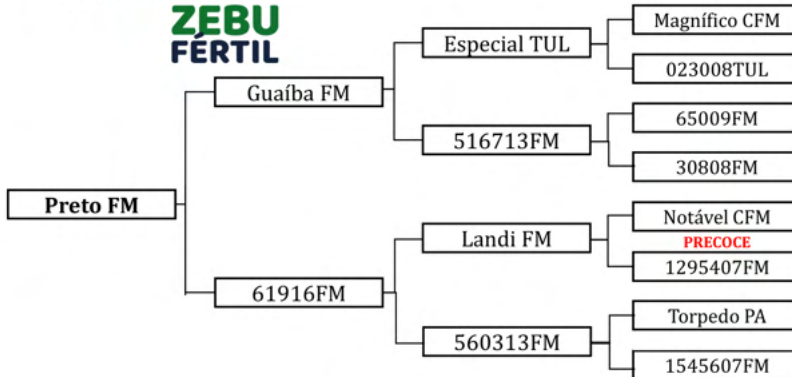 ZEBU
FÉRTIL
Magnífico CFM
Especial TUL
023008TUL
Guaíba FM
65009FM
516713FM
30808FM
Preto FM
Notável CFM
Landi FM
PRECOCE
1295407FM
61916FM
Torpedo PA
560313FM
1545607FM